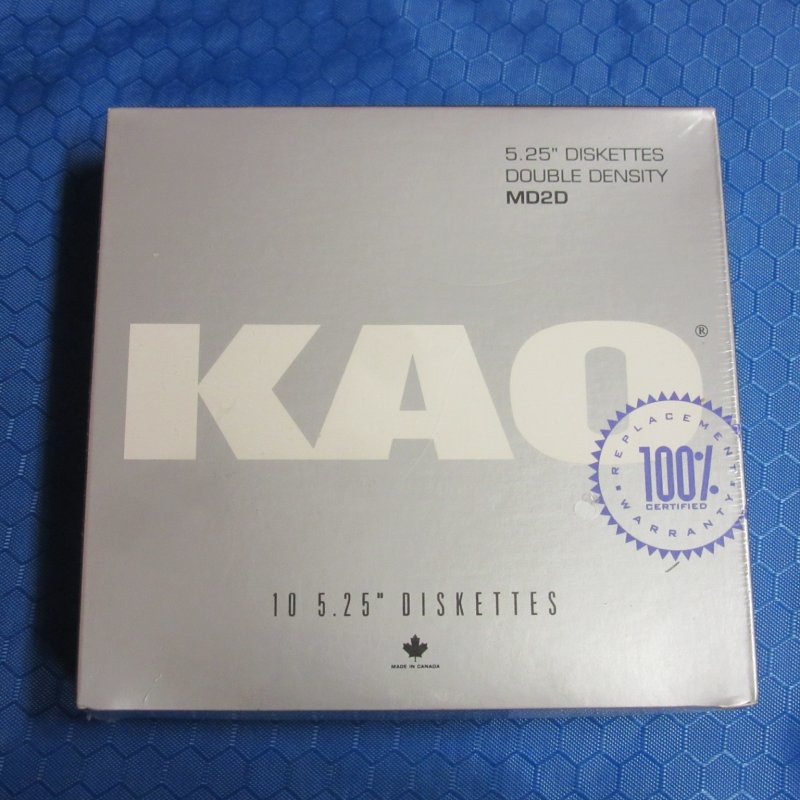 5.25" DISKETTES
DOUBLE DENSITY
MD2D
KAO®
REPLACEMENT
100%
CERTIFIED
WARRANTY
10 5.25" DISKETTES
MADE IN CANADA